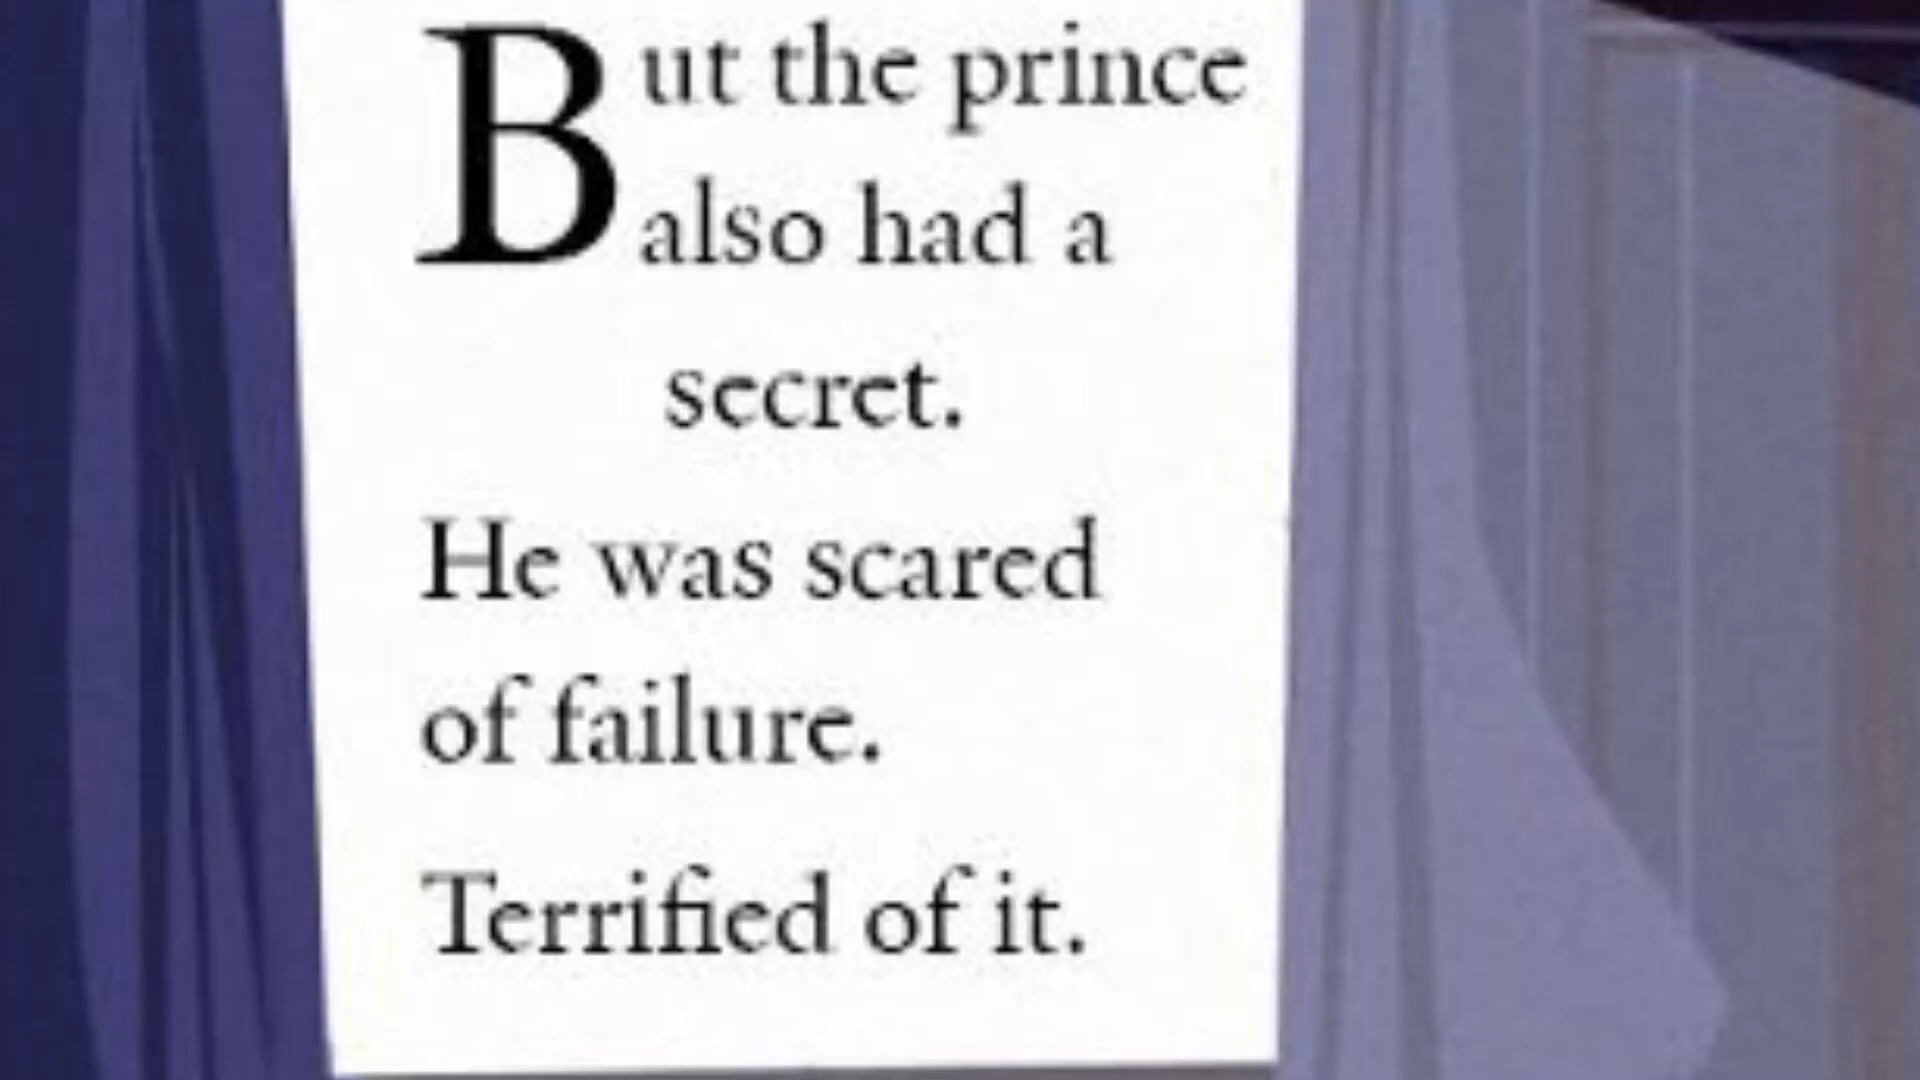 But the prince
also had a
secret.
He was scared
of failure.
Terrified of it.